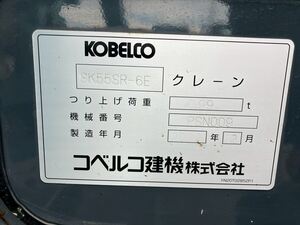 KOBELCO
SK55SR-6E クレーン
つり上げ荷重 t
機械番号 PSN00
製造年月 年 月
コベルコ建機株式会社